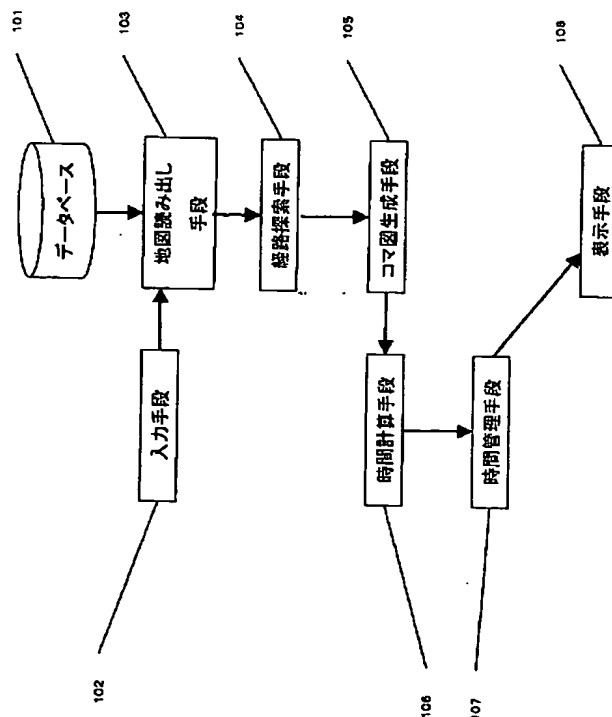 101
データベース
103
地図読み出し
手段
104
経路探索手段
105
コマ図生成手段
108
表示手段
入力手段
102
時間計算手段
106
時間管理手段
107